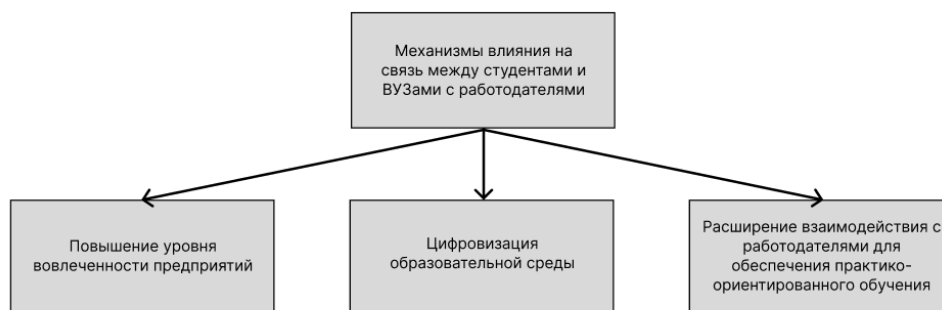 Механизмы влияния на
связь между студентами и
ВУЗами с работодателями
Повышение уровня
вовлеченности предприятий
Цифровизация
образовательной среды
Расширение взаимодействия с
работодателями для
обеспечения практико-
ориентированного обучения